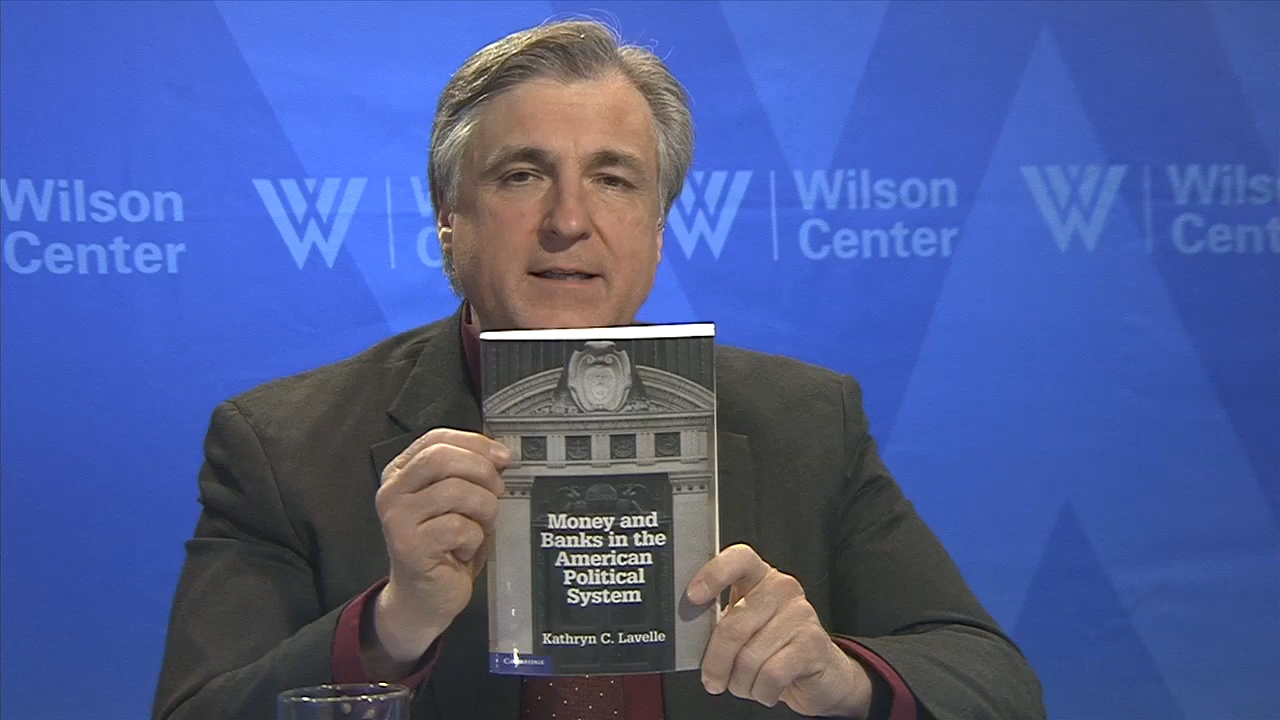 Wilson
Center
W
Wilson
Center
W
Wils
Cent
Money and
Banks in the
American
Political
System
Kathryn C. Lavelle